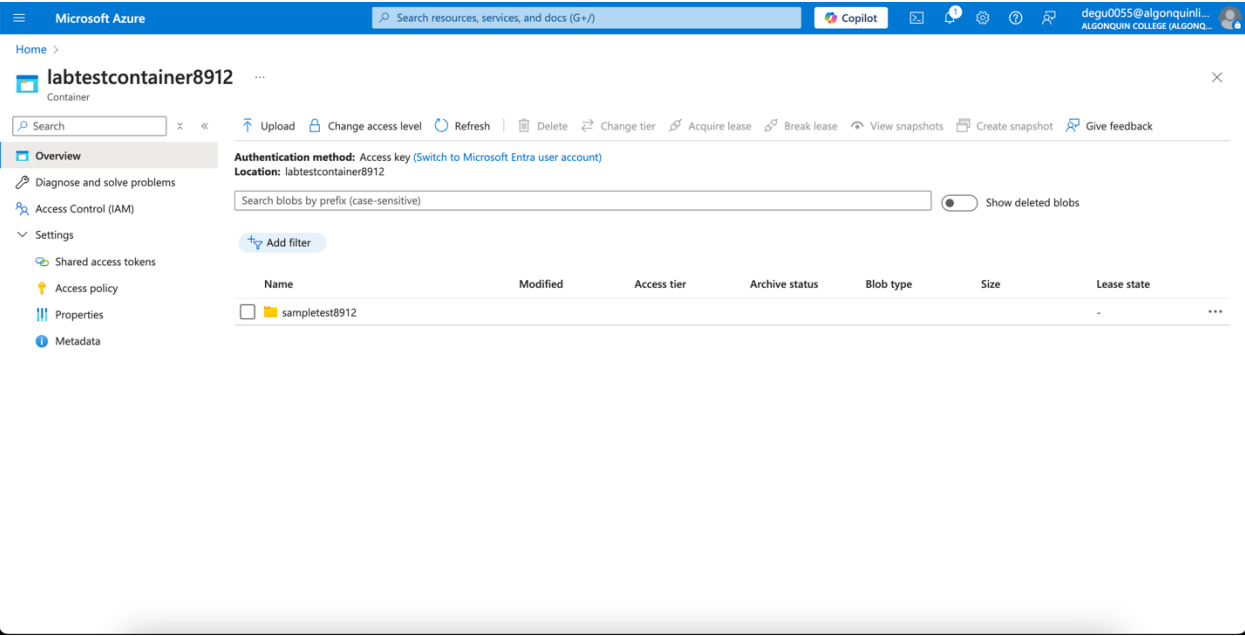 Microsoft Azure
Search resources, services, and docs (G+/)
Copilot
1
degu0055@algonquinli...
ALGONQUIN COLLEGE (ALGONQ...
Home >
labtestcontainer8912 ...
Container
Search
Upload Change access level Refresh Delete Change tier Acquire lease Break lease View snapshots Create snapshot Give feedback
Overview
Diagnose and solve problems
Access Control (IAM)
Settings
Shared access tokens
Access policy
Properties
Metadata
Authentication method: Access key (Switch to Microsoft Entra user account)
Location: labtestcontainer8912
Search blobs by prefix (case-sensitive)
Show deleted blobs
Add filter
Name Modified Access tier Archive status Blob type Size Lease state
sampletest8912 - ...